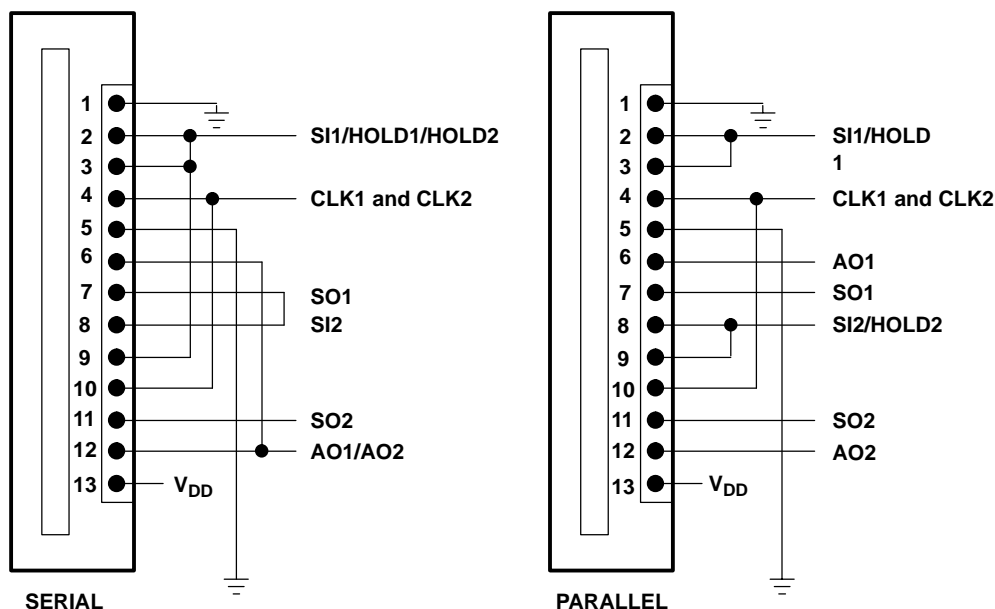 1
2 SI1/HOLD1/HOLD2
3
4 CLK1 and CLK2
5
6
7 SO1
8 SI2
9
10
11 SO2
12 AO1/AO2
13 VDD
SERIAL
1
2 SI1/HOLD
3 1
4 CLK1 and CLK2
5
6 AO1
7 SO1
8 SI2/HOLD2
9
10
11 SO2
12 AO2
13 VDD
PARALLEL